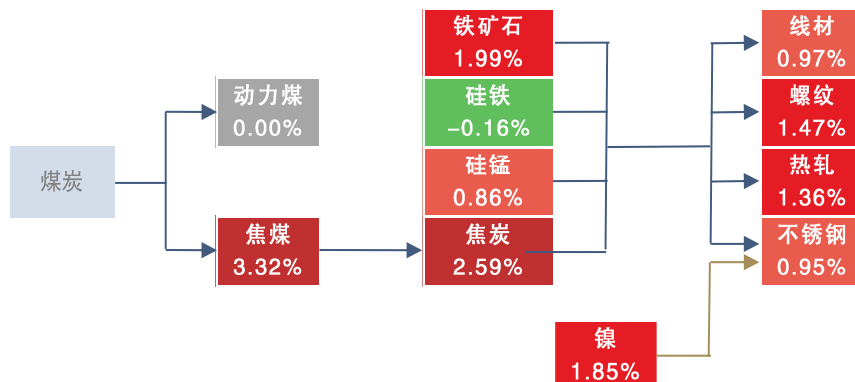 煤炭
动力煤
0.00%
焦煤
3.32%
铁矿石
1.99%
硅铁
-0.16%
硅锰
0.86%
焦炭
2.59%
镍
1.85%
线材
0.97%
螺纹
1.47%
热轧
1.36%
不锈钢
0.95%